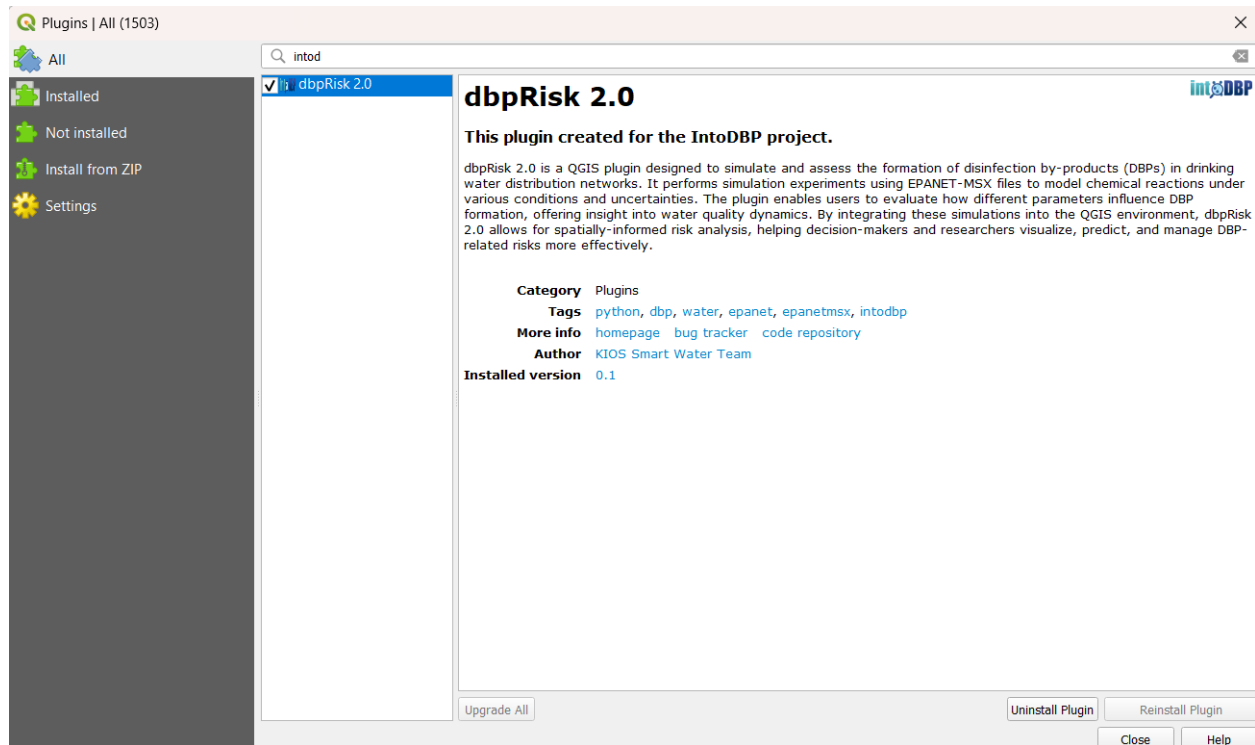 Plugins | All (1503)
All
Installed
Not installed
Install from ZIP
Settings
intod
dbpRisk 2.0
intoDBP
dbpRisk 2.0
This plugin created for the IntoDBP project.
dbpRisk 2.0 is a QGIS plugin designed to simulate and assess the formation of disinfection by-products (DBPs) in drinking
water distribution networks. It performs simulation experiments using EPANET-MSX files to model chemical reactions under
various conditions and uncertainties. The plugin enables users to evaluate how different parameters influence DBP
formation, offering insight into water quality dynamics. By integrating these simulations into the QGIS environment, dbpRisk
2.0 allows for spatially-informed risk analysis, helping decision-makers and researchers visualize, predict, and manage DBP-
related risks more effectively.
Category Plugins
Tags python, dbp, water, epanet, epanetmsx, intodbp
More info homepage bug tracker code repository
Author KIOS Smart Water Team
Installed version 0.1
Upgrade All
Uninstall Plugin
Reinstall Plugin
Close
Help